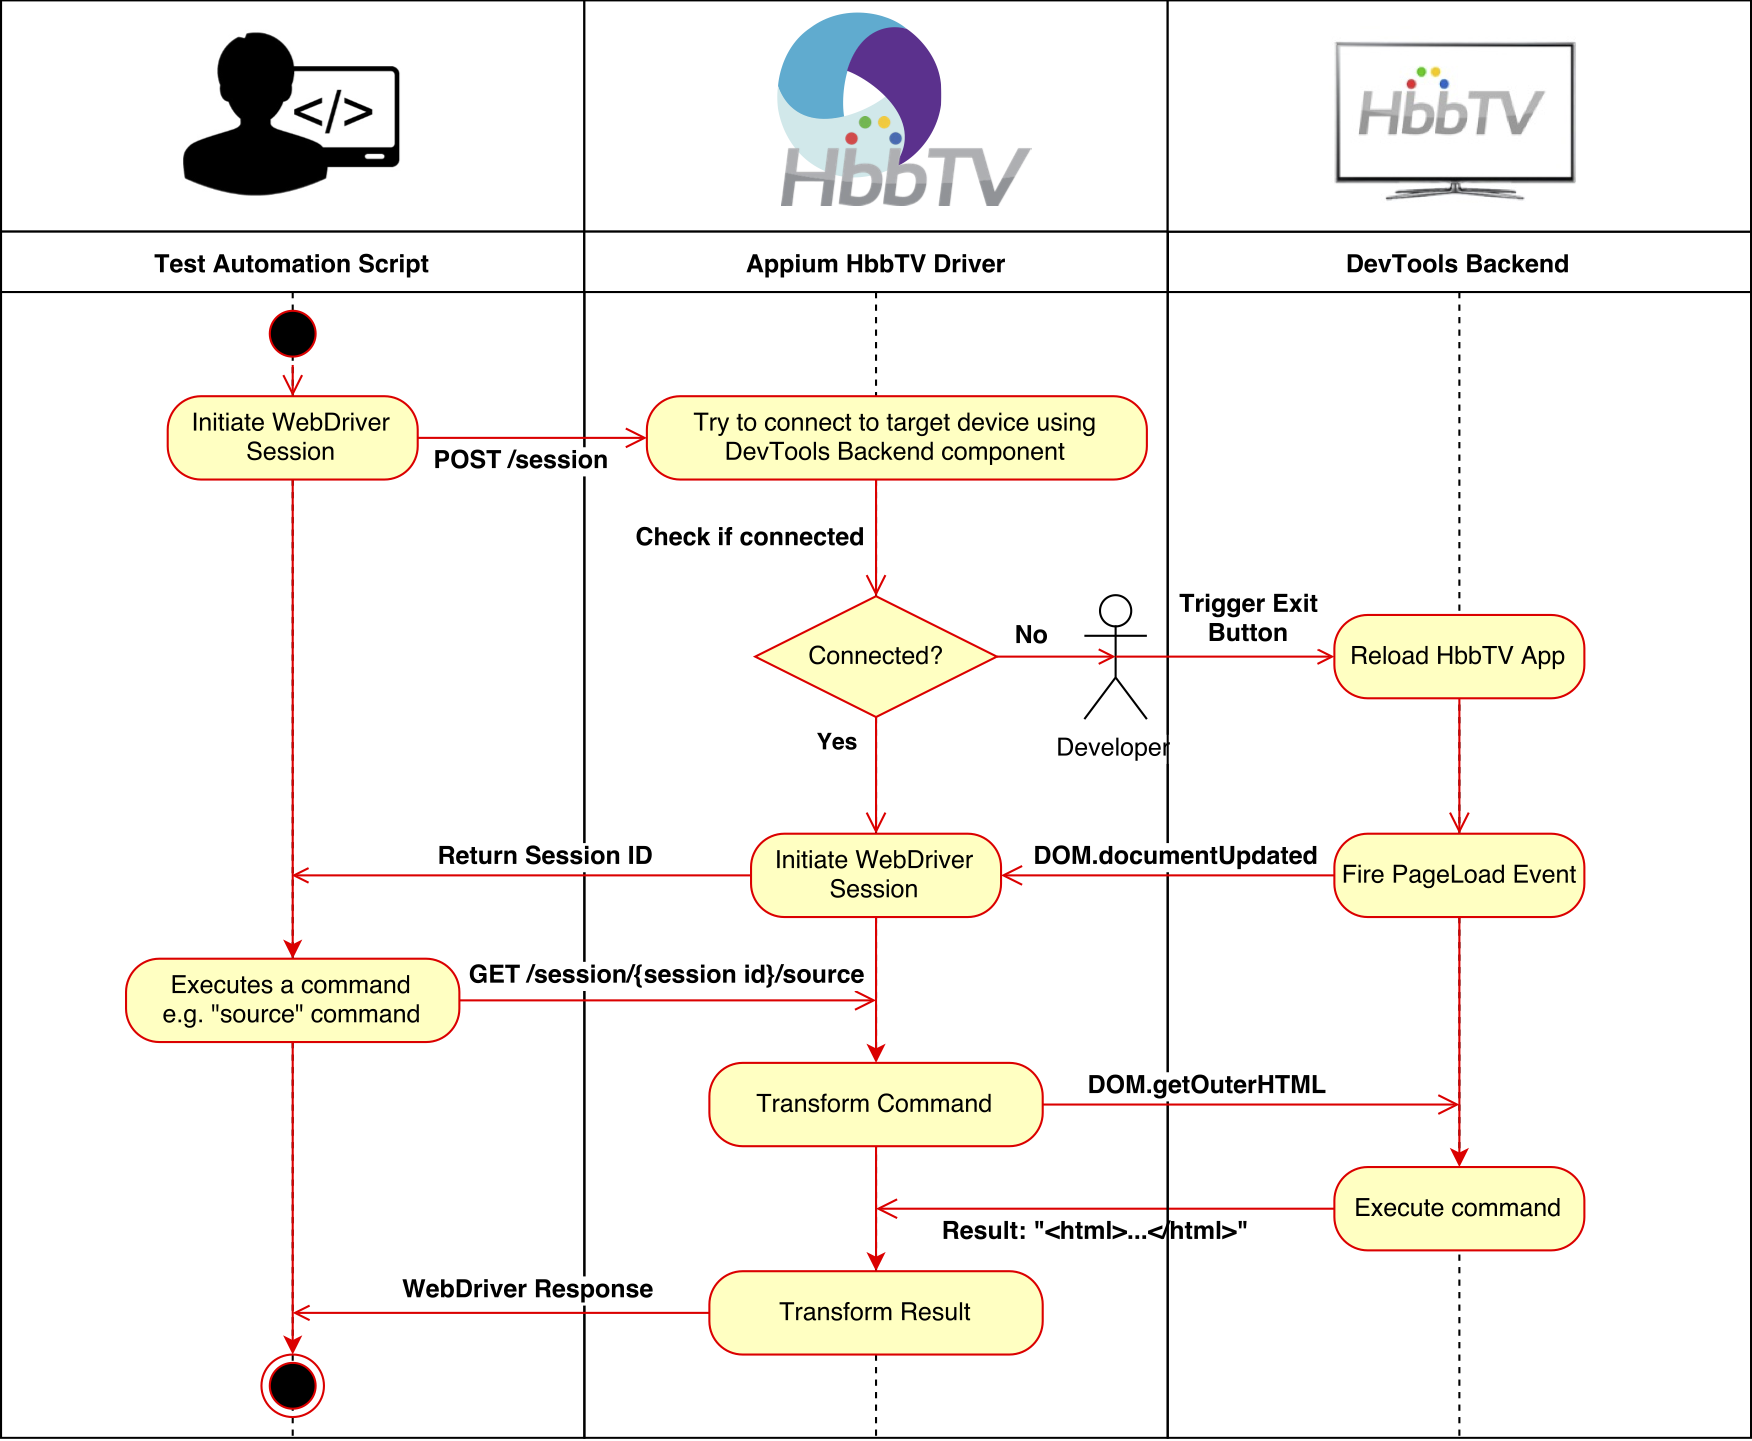 </>
HbbTV
HbbTV
Test Automation Script
Appium HbbTV Driver
DevTools Backend
Initiate WebDriver
Session
POST /session
Try to connect to target device using
DevTools Backend component
Check if connected
Connected?
No
Developer
Trigger Exit
Button
Reload HbbTV App
Yes
Return Session ID
Initiate WebDriver
Session
DOM.documentUpdated
Fire PageLoad Event
Executes a command
e.g. "source" command
GET /session/{session id}/source
Transform Command
DOM.getOuterHTML
Execute command
Result: "<html>...</html>"
WebDriver Response
Transform Result